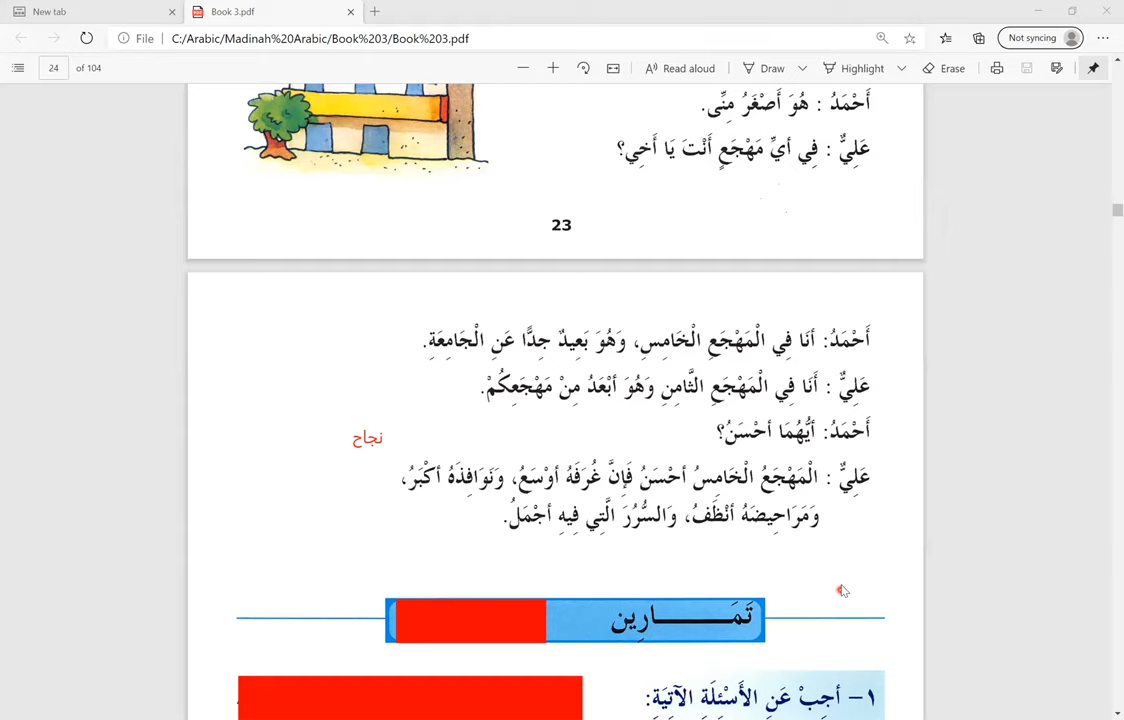 New tab
Book 3.pdf
File
C:/Arabic/Madinah%20Arabic/Book%203/Book%203.pdf
Not syncing
24 of 104
Read aloud
Draw
Highlight
Erase
أَحْمَدُ : هُوَ أَصْغَرُ مِنِّى.
عَلِيٌّ : فِي أَيِّ مَهْجَعٍ أَنْتَ يَا أَخِي؟
23
أَحْمَدُ: أَنَا فِي الْمَهْجَعِ الْخَامِسِ، وَهُوَ بَعِيدٌ جِدًّا عَنِ الْجَامِعَةِ.
عَلِيٌّ : أَنَا فِي الْمَهْجَعِ الثَّامِنِ وَهُوَ أَبْعَدُ مِنْ مَهْجَعِكُمْ.
أَحْمَدُ: أَيُّهُمَا أَحْسَنُ؟
نجاح
عَلِيٌّ : الْمَهْجَعُ الْخَامِسُ أَحْسَنُ فَإِنَّ غُرَفَهُ أَوْسَعُ، وَنَوَافِذَهُ أَكْبَرُ،
وَمَرَاحِيضَهُ أَنْظَفُ، وَالسُّرُرَ الَّتِي فِيهِ أَجْمَلُ.
تَمَـــــــــارِين
١- أَجِبْ عَنِ الأَسْئِلَةِ الآتِيَةِ: